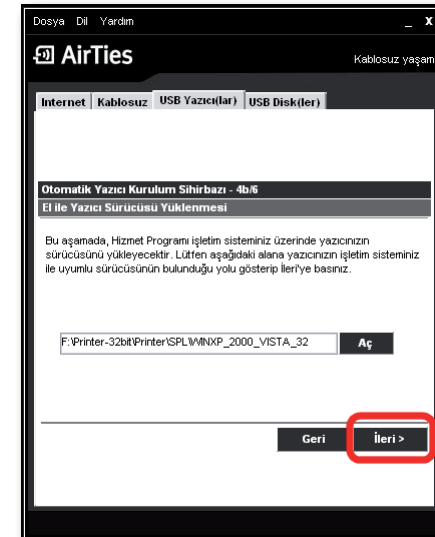 Dosya Dil Yardım _ X
AirTies
Kablosuz yaşam
Internet Kablosuz USB Yazıcı(lar) USB Disk(ler)
Otomatik Yazıcı Kurulum Sihirbazı - 4b/6
El ile Yazıcı Sürücüsü Yüklenmesi
Bu aşamada, Hizmet Programı işletim sisteminiz üzerinde yazıcınızın
sürücüsünü yükleyecektir. Lütfen aşağıdaki alana yazıcınızın işletim sisteminiz
ile uyumlu sürücüsünün bulunduğu yolu gösterip İleri'ye basınız.
F:\Printer-32bit\Printer\SPL\WINXP_2000_VISTA_32 Aç
Geri İleri >